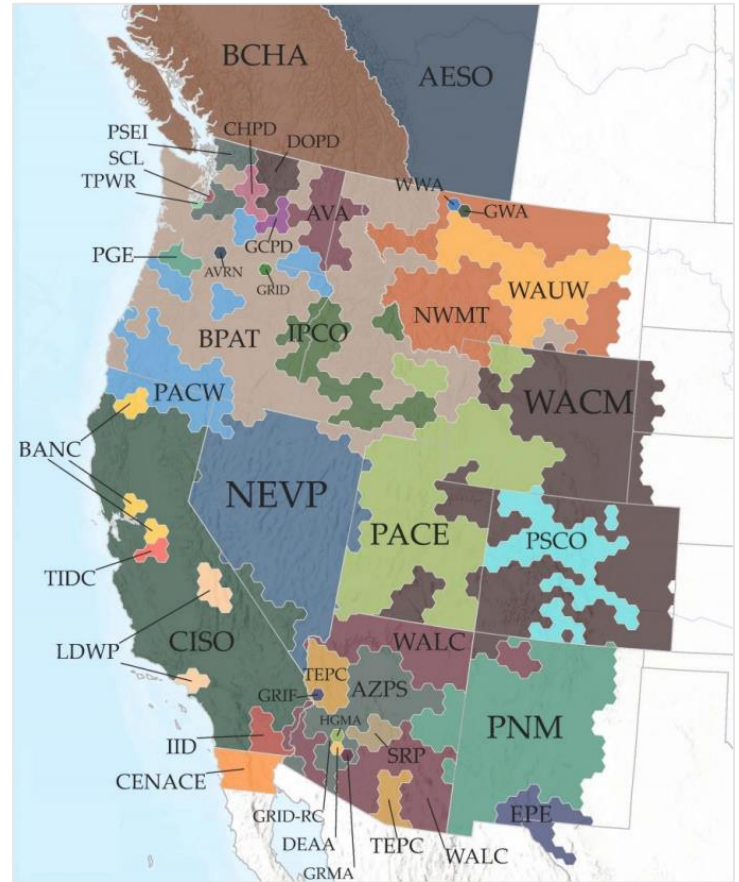 BCHA
AESO
PSEI
CHPD
DOPD
SCL
TPWR
AVA
WWA
GWA
GCPD
PGE
AVRN
GRID
WAUW
NWMT
BPAT
IPCO
PACW
WACM
BANC
NEVP
PACE
PSCO
TIDC
CISO
LDWP
WALC
TEPC
AZPS
GRIF
HGMA
PNM
SRP
IID
CENACE
EPE
GRID-RC
DEAA
TEPC
WALC
GRMA